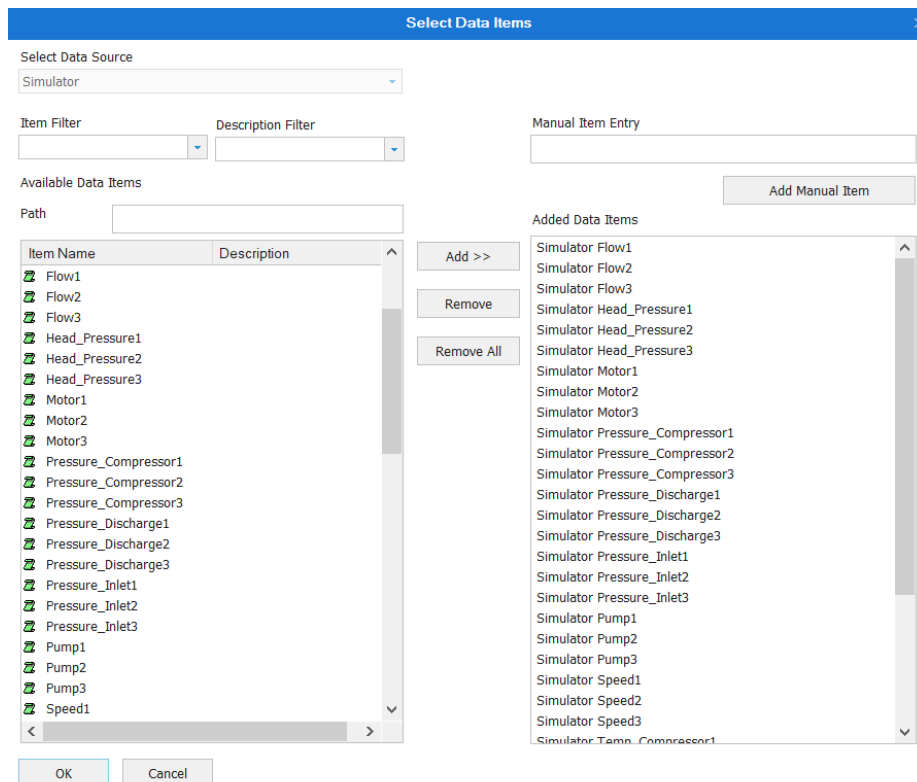 Select Data Items
Select Data Source
Simulator
Item Filter
Description Filter
Manual Item Entry
Available Data Items
Add Manual Item
Path
Added Data Items
Item Name Description
Flow1
Flow2
Flow3
Head_Pressure1
Head_Pressure2
Head_Pressure3
Motor1
Motor2
Motor3
Pressure_Compressor1
Pressure_Compressor2
Pressure_Compressor3
Pressure_Discharge1
Pressure_Discharge2
Pressure_Discharge3
Pressure_Inlet1
Pressure_Inlet2
Pressure_Inlet3
Pump1
Pump2
Pump3
Speed1
Add >>
Remove
Remove All
Simulator Flow1
Simulator Flow2
Simulator Flow3
Simulator Head_Pressure1
Simulator Head_Pressure2
Simulator Head_Pressure3
Simulator Motor1
Simulator Motor2
Simulator Motor3
Simulator Pressure_Compressor1
Simulator Pressure_Compressor2
Simulator Pressure_Compressor3
Simulator Pressure_Discharge1
Simulator Pressure_Discharge2
Simulator Pressure_Discharge3
Simulator Pressure_Inlet1
Simulator Pressure_Inlet2
Simulator Pressure_Inlet3
Simulator Pump1
Simulator Pump2
Simulator Pump3
Simulator Speed1
Simulator Speed2
Simulator Speed3
Simulator Temp_Compressor1
OK
Cancel